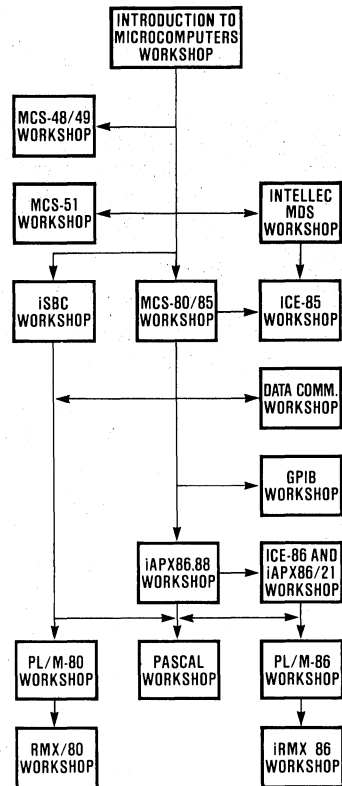 INTRODUCTION TO
MICROCOMPUTERS
WORKSHOP
MCS-48/49
WORKSHOP
MCS-51
WORKSHOP
INTELLEC
MDS
WORKSHOP
iSBC
WORKSHOP
MCS-80/85
WORKSHOP
ICE-85
WORKSHOP
DATA COMM.
WORKSHOP
GPIB
WORKSHOP
iAPX86.88
WORKSHOP
ICE-86 AND
iAPX86/21
WORKSHOP
PL/M-80
WORKSHOP
PASCAL
WORKSHOP
PL/M-86
WORKSHOP
RMX/80
WORKSHOP
iRMX 86
WORKSHOP